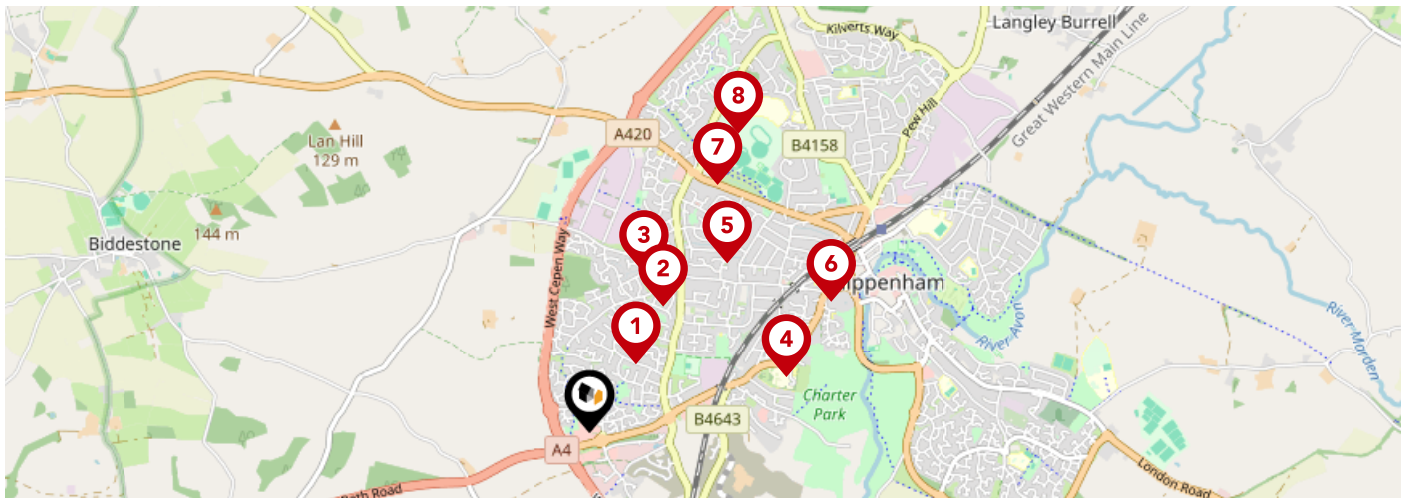 Langley Burrell
Kilverts Way
Great Western Main Line
8
A420
Lan Hill
129 m
7
B4158
Pew Hill
144 m
5
Biddestone
3
2
6
ippenham
West Cepen Way
1
River Avon
River Marden
4
Charter
Park
B4643
A4
Bath Road
London Road